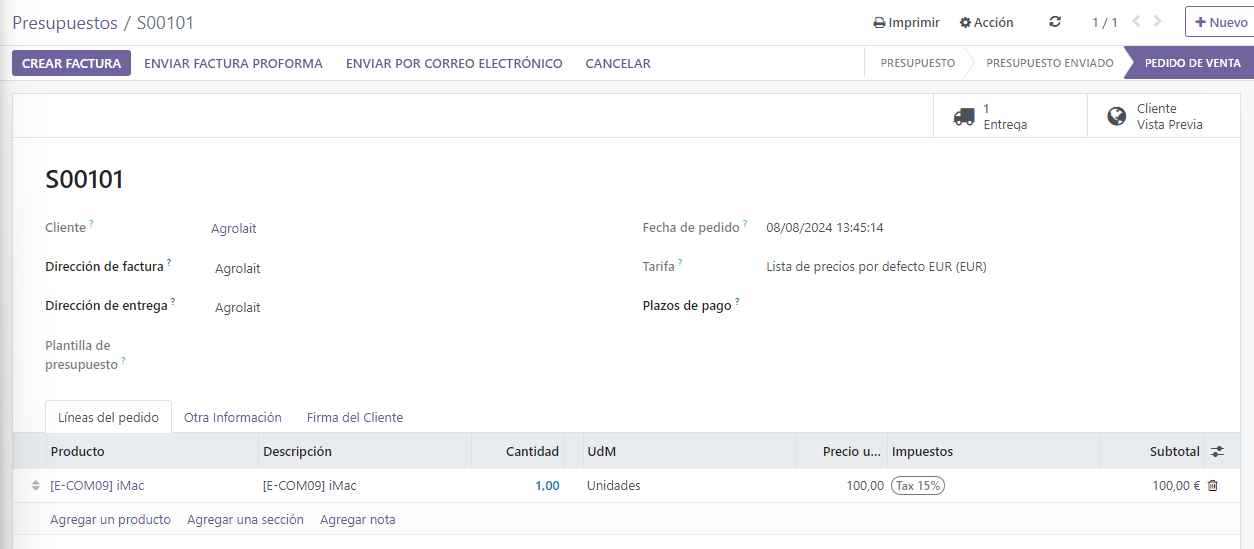 Presupuestos / S00101
Imprimir
Acción
1 / 1
Nuevo
CREAR FACTURA
ENVIAR FACTURA PROFORMA
ENVIAR POR CORREO ELECTRÓNICO
CANCELAR
PRESUPUESTO
PRESUPUESTO ENVIADO
PEDIDO DE VENTA
1
Entrega
Cliente
Vista Previa
S00101
Cliente ? Agrolait
Fecha de pedido ? 08/08/2024 13:45:14
Dirección de factura ? Agrolait
Tarifa ? Lista de precios por defecto EUR (EUR)
Dirección de entrega ? Agrolait
Plazos de pago ?
Plantilla de
presupuesto ?
Líneas del pedido
Otra Información
Firma del Cliente
Producto Descripción Cantidad UdM Precio u... Impuestos Subtotal
[E-COM09] iMac [E-COM09] iMac 1,00 Unidades 100,00 Tax 15% 100,00 €
Agregar un producto Agregar una sección Agregar nota